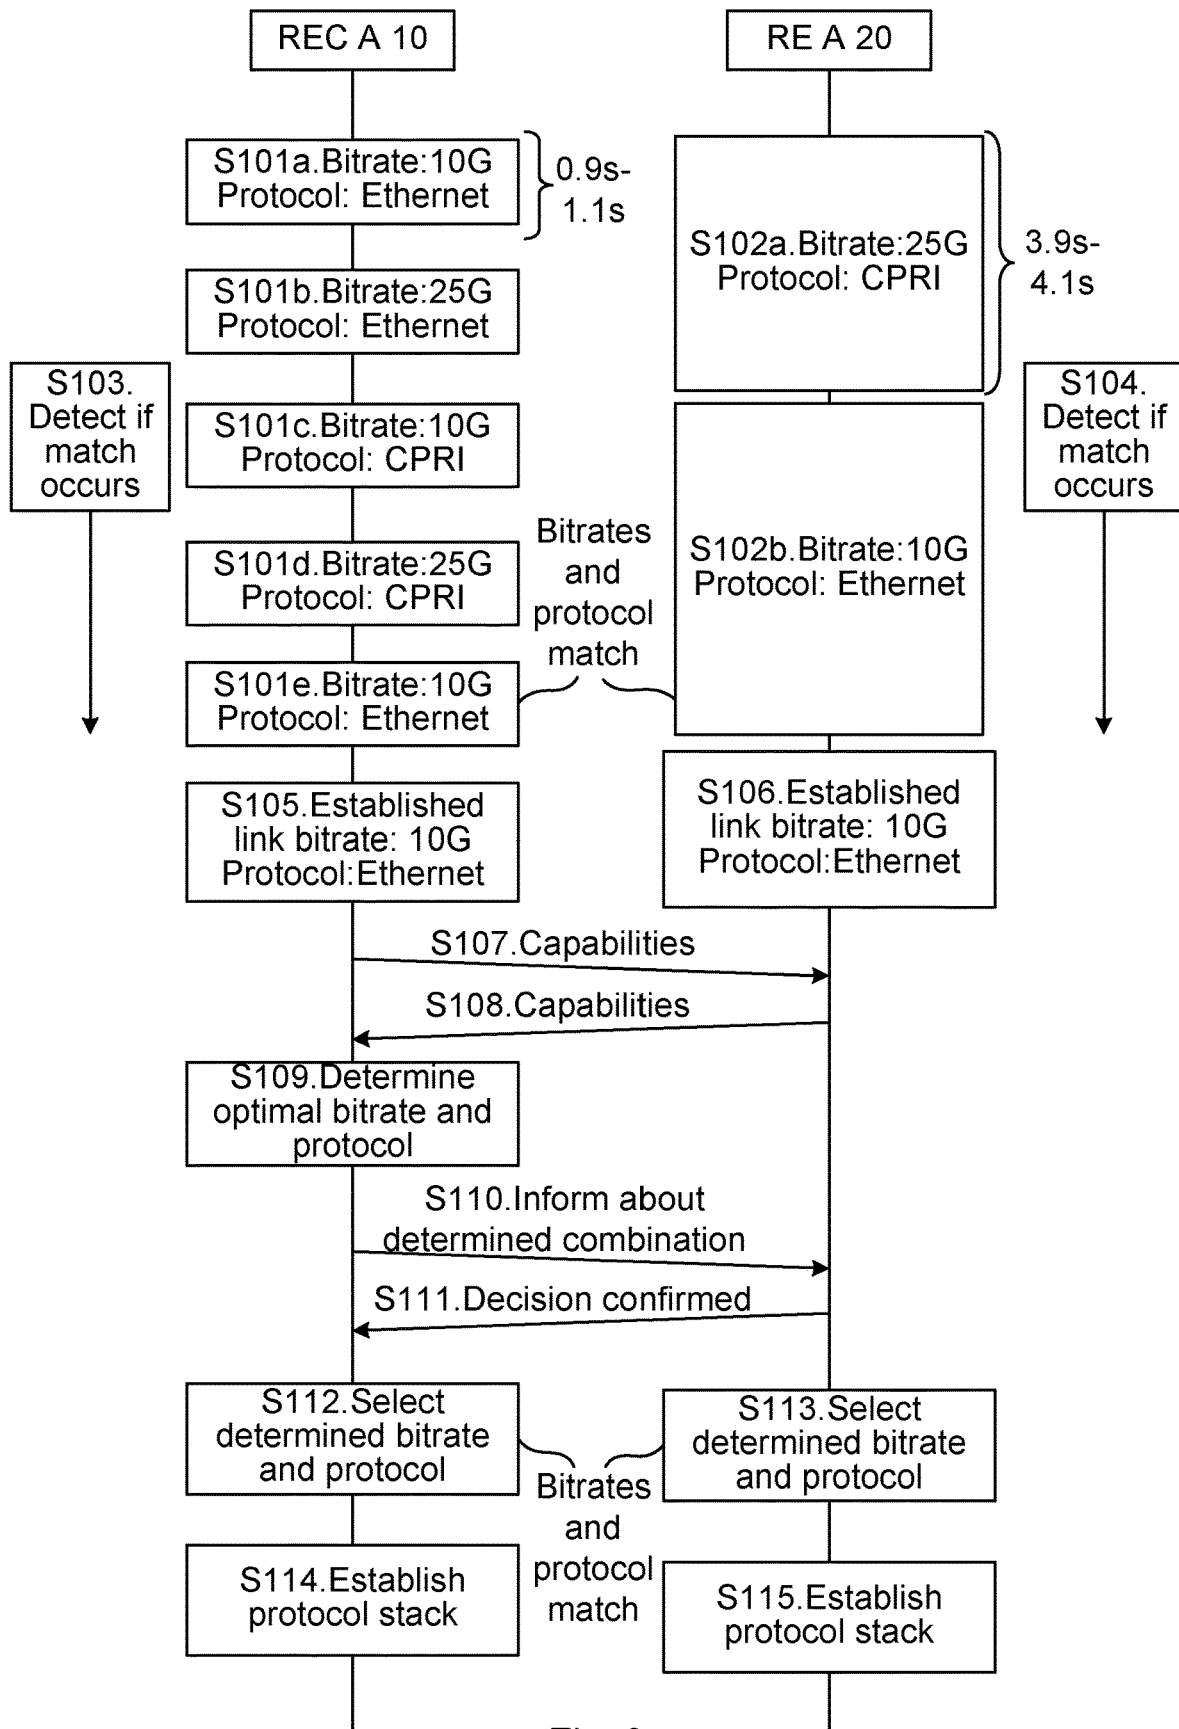 REC A 10
RE A 20
S101a.Bitrate:10G
Protocol: Ethernet
0.9s-
1.1s
S102a.Bitrate:25G
Protocol: CPRI
3.9s-
4.1s
S101b.Bitrate:25G
Protocol: Ethernet
S103.
Detect if
match
occurs
S101c.Bitrate:10G
Protocol: CPRI
S104.
Detect if
match
occurs
S101d.Bitrate:25G
Protocol: CPRI
Bitrates
and
protocol
match
S102b.Bitrate:10G
Protocol: Ethernet
S101e.Bitrate:10G
Protocol: Ethernet
S105.Established
link bitrate: 10G
Protocol:Ethernet
S106.Established
link bitrate: 10G
Protocol:Ethernet
S107.Capabilities
S108.Capabilities
S109.Determine
optimal bitrate and
protocol
S110.Inform about
determined combination
S111.Decision confirmed
S112.Select
determined bitrate
and protocol
S113.Select
determined bitrate
and protocol
Bitrates
and
protocol
match
S114.Establish
protocol stack
S115.Establish
protocol stack